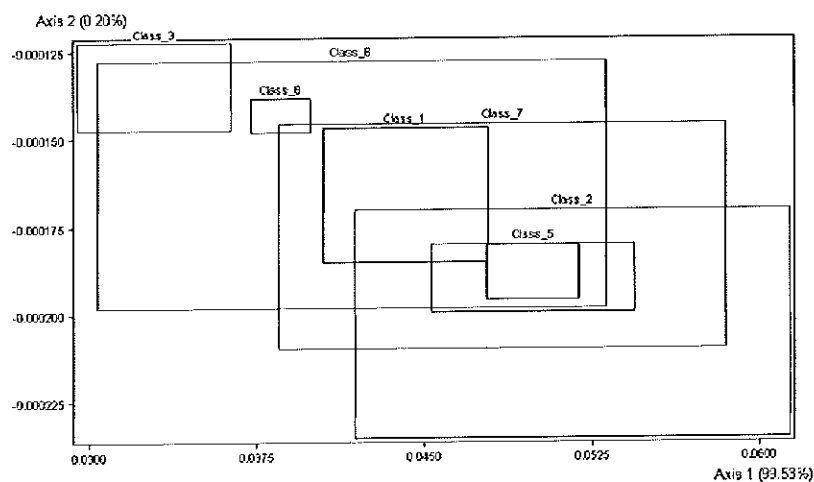 Axis 2 (0.20%)
Class_3
-0.000125
Class_6
Class_6
Class_7
-0.000150
Class_1
Class_2
-0.000175
Class_5
-0.000200
-0.000225
0.0300
0.0375
0.0450
0.0525
0.0600
Axis 1 (99.53%)